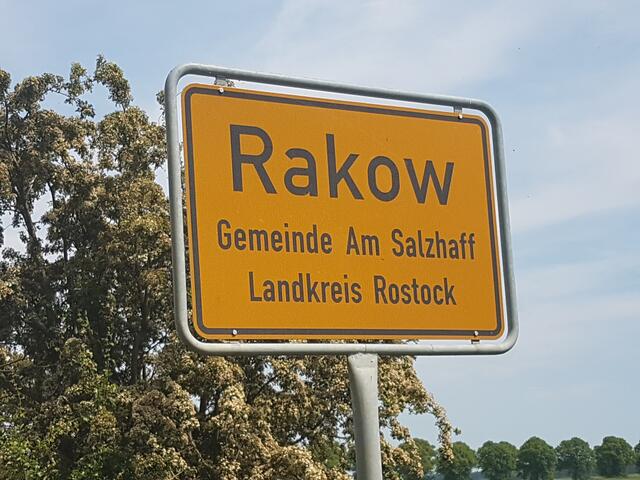 Rakow
Gemeinde Am Salzhaff
Landkreis Rostock